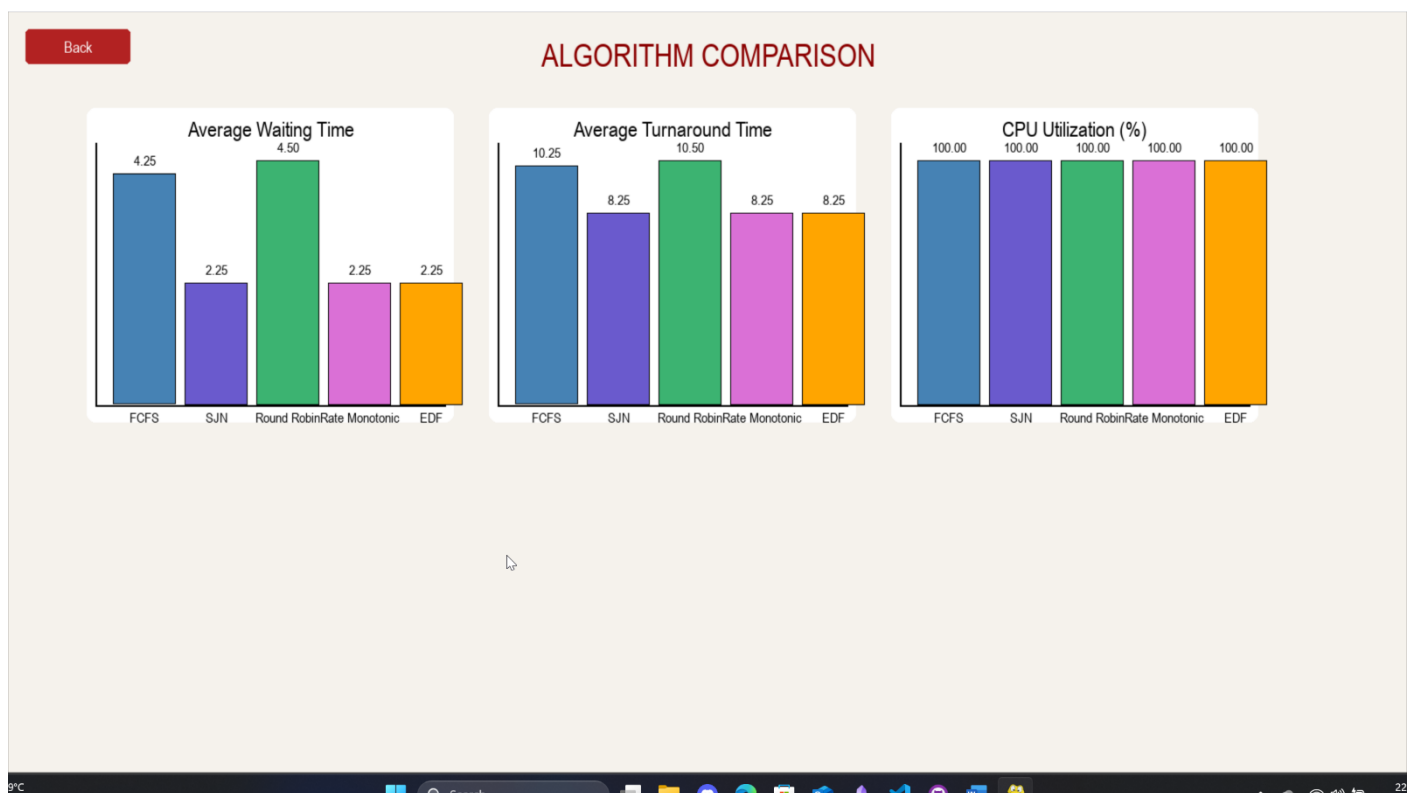 Back
ALGORITHM COMPARISON
Average Waiting Time
4.50
4.25
2.25
2.25
2.25
FCFS SJN Round Robin Rate Monotonic EDF
Average Turnaround Time
10.50
10.25
8.25
8.25
8.25
FCFS SJN Round Robin Rate Monotonic EDF
CPU Utilization (%)
100.00 100.00 100.00 100.00 100.00
FCFS SJN Round Robin Rate Monotonic EDF
9°C
22